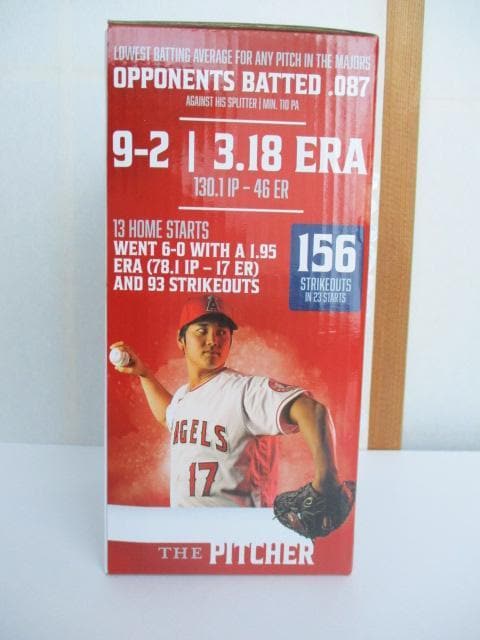 LOWEST BATTING AVERAGE FOR ANY PITCH IN THE MAJORS
OPPONENTS BATTED .087
AGAINST HIS SPLITTER | MIN. 110 PA
9-2 | 3.18 ERA
130.1 IP – 46 ER
13 HOME STARTS
WENT 6-0 WITH A 1.95
ERA (78.1 IP – 17 ER)
AND 93 STRIKEOUTS
156
STRIKEOUTS
IN 23 STARTS
A
ANGELS
17
THE PITCHER